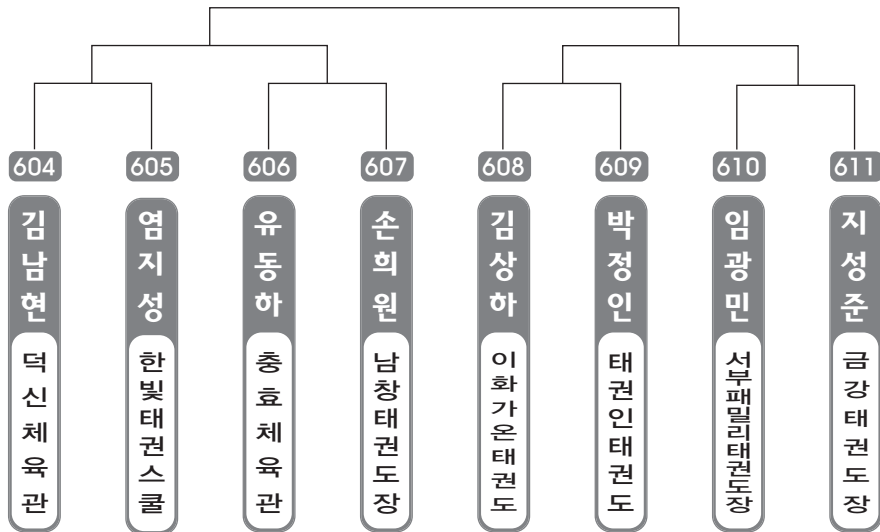 604 605 606 607 608 609 610 611
김남현 염지성 유동하 손희원 김상하 박정인 임광민 지성준
덕신체육관 한빛태권스쿨 충효체육관 남창태권도장 이화가온태권도 태권인태권도 서부패밀리태권도장 금강태권도장